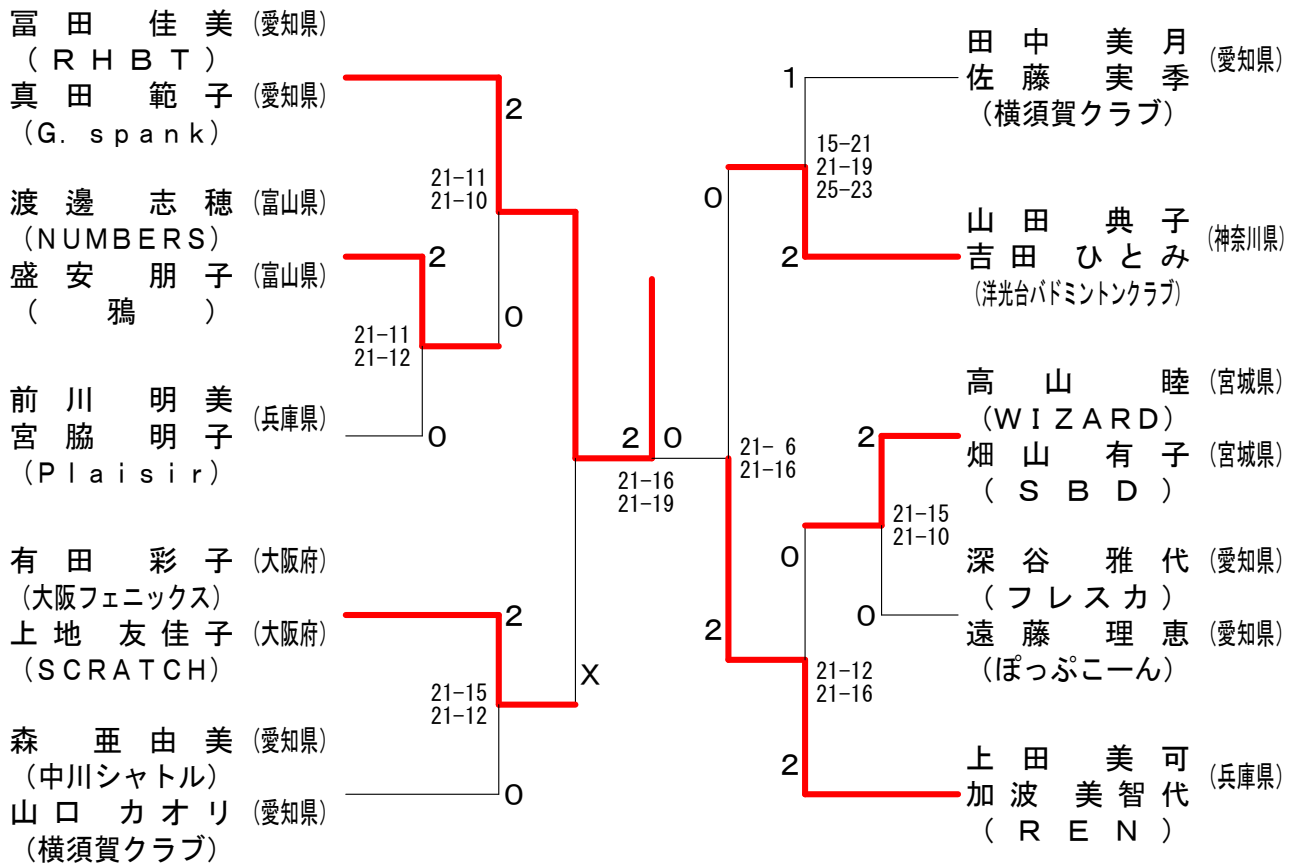 冨田 佳美 (愛知県)
(RHBT)
真田 範子 (愛知県)
(G. spank)
渡邊 志穂 (富山県)
(NUMBERS)
盛安 朋子 (富山県)
( 鴉 )
前川 明美
宮脇 明子
(兵庫県)
(Plaisir)
有田 彩子 (大阪府)
(大阪フェニックス)
上地 友佳子 (大阪府)
(SCRATCH)
森 亜由美 (愛知県)
(中川シャトル)
山口 カオリ (愛知県)
(横須賀クラブ)
2
21-11
21-10
2
0
21-11
21-12
0
2
21-15
21-12
X
0
2 0
21-16
21-19
1
15-21
21-19
25-23
0
2
21- 6
21-16
2
21-15
21-10
0
0
2
21-12
21-16
2
田中 美月
佐藤 実季
(愛知県)
(横須賀クラブ)
山田 典子
吉田 ひとみ
(神奈川県)
(洋光台バドミントンクラブ)
高山 睦 (宮城県)
(WIZARD)
畑山 有子 (宮城県)
(SBD)
深谷 雅代 (愛知県)
(フレスカ)
遠藤 理恵 (愛知県)
(ぽっぷこーん)
上田 美可
加波 美智代
(兵庫県)
(REN)